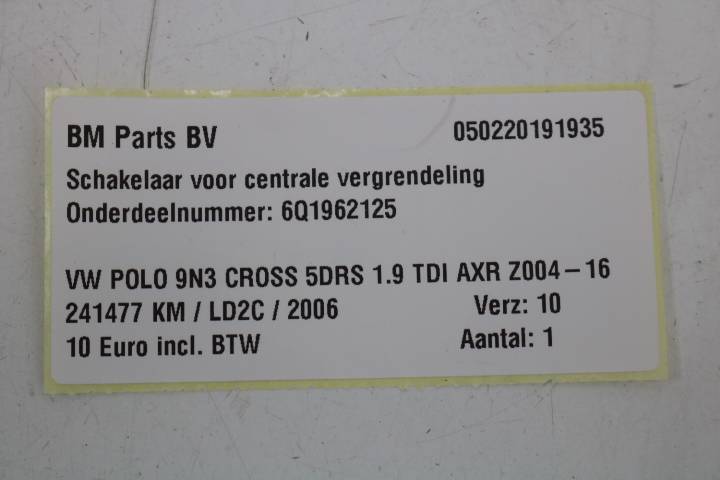 BM Parts BV 050220191935
Schakelaar voor centrale vergrendeling
Onderdeelnummer: 6Q1962125
VW POLO 9N3 CROSS 5DRS 1.9 TDI AXR Z004-16
241477 KM / LD2C / 2006 Verz: 10
10 Euro incl. BTW Aantal: 1